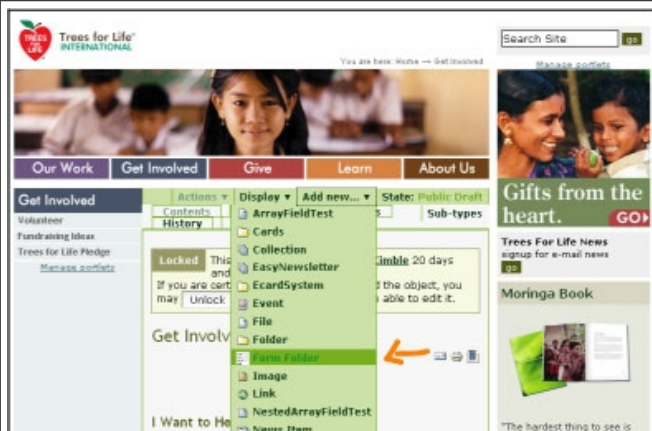 TREES for LIFE
Trees for Life®
INTERNATIONAL
Search Site go
You are here: Home → Get Involved
Manage portlets
Our Work
Get Involved
Give
Learn
About Us
Gifts from the
heart. GO
Get Involved
Volunteer
Fundraising Ideas
Trees for Life Pledge
Manage portlets
Actions ▾
Display ▾
Add new... ▾
State: Public Draft
Contents
s
Sub-types
History
ArrayFieldTest
Cards
Collection
EasyNewsletter
EcardSystem
Event
File
Folder
Form Folder
Image
Link
NestedArrayFieldTest
News Item
Locked This
Kimble 20 days
and
If you are cert
d the object, you
may Unlock
able to edit it.
Get Involv
I Want to He
Trees For Life News
signup for e-mail news
go
Moringa Book
"The hardest thing to see is